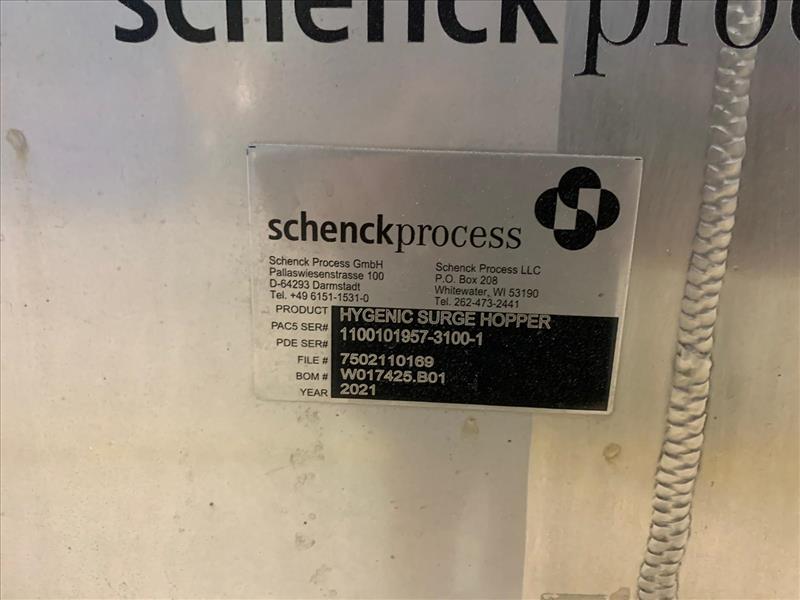 schenckpro
schenckprocess
Schenck Process GmbH
Pallaswiesenstrasse 100
D-64293 Darmstadt
Tel. +49 6151-1531-0
Schenck Process LLC
P.O. Box 208
Whitewater, WI 53190
Tel. 262-473-2441
PRODUCT HYGENIC SURGE HOPPER
PAC5 SER# 1100101957-3100-1
PDE SER#
FILE # 7502110169
BOM # W017425.B01
YEAR 2021